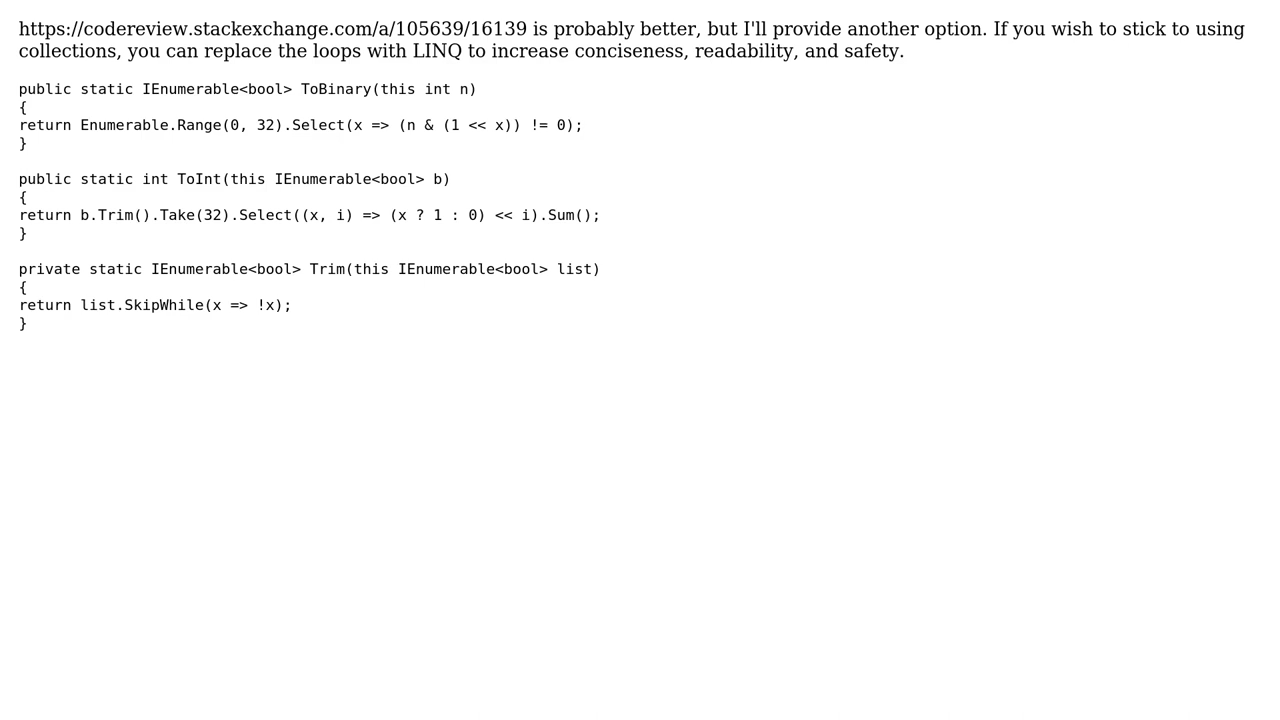 https://codereview.stackexchange.com/a/105639/16139 is probably better, but I'll provide another option. If you wish to stick to using
collections, you can replace the loops with LINQ to increase conciseness, readability, and safety.
public static IEnumerable<bool> ToBinary(this int n)
{
return Enumerable.Range(0, 32).Select(x => (n & (1 << x)) != 0);
}
public static int ToInt(this IEnumerable<bool> b)
{
return b.Trim().Take(32).Select((x, i) => (x ? 1 : 0) << i).Sum();
}
private static IEnumerable<bool> Trim(this IEnumerable<bool> list)
{
return list.SkipWhile(x => !x);
}